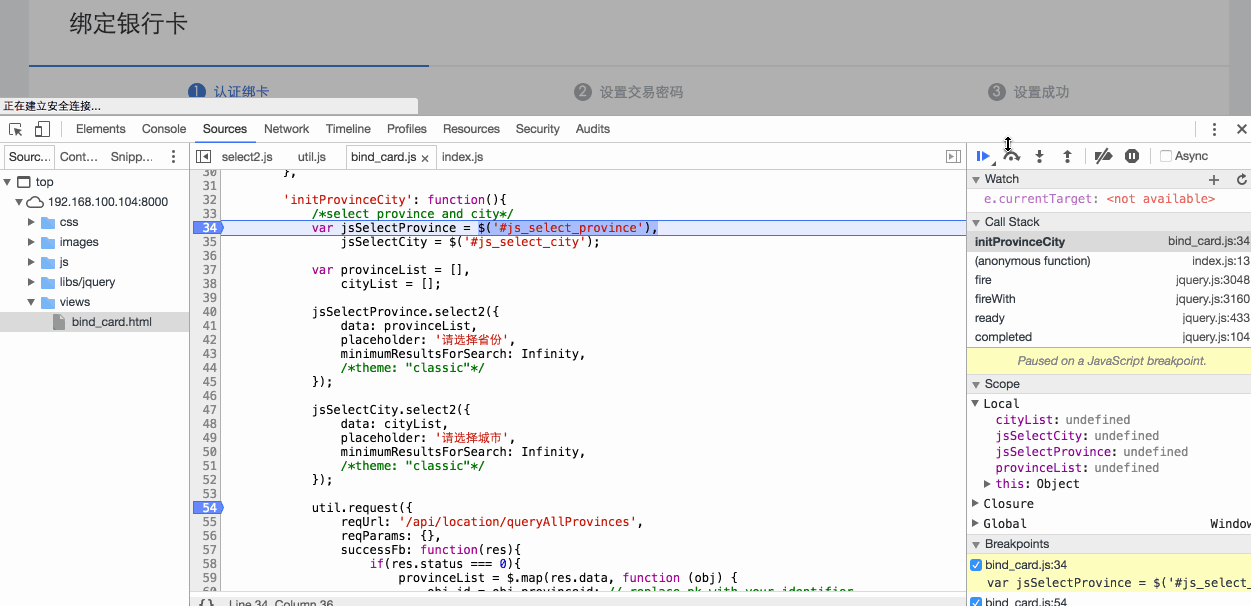 绑定银行卡
1 认证绑卡 2 设置交易密码 3 设置成功
正在建立安全连接...
Elements Console Sources Network Timeline Profiles Resources Security Audits
Sourc... Cont... Snipp... select2.js util.js bind_card.js × index.js Async
top
192.168.100.104:8000
css
images
js
libs/jquery
views
bind_card.html
30 },
31
32 'initProvinceCity': function(){
33 /*select province and city*/
34 var jsSelectProvince = $('#js_select_province'),
35 jsSelectCity = $('#js_select_city');
36
37 var provinceList = [],
38 cityList = [];
39
40 jsSelectProvince.select2({
41 data: provinceList,
42 placeholder: '请选择省份',
43 minimumResultsForSearch: Infinity,
44 /*theme: "classic"*/
45 });
46
47 jsSelectCity.select2({
48 data: cityList,
49 placeholder: '请选择城市',
50 minimumResultsForSearch: Infinity,
51 /*theme: "classic"*/
52 });
53
54 util.request({
55 reqUrl: '/api/location/queryAllProvinces',
56 reqParams: {},
57 successFb: function(res){
58 if(res.status === 0){
59 provinceList = $.map(res.data, function (obj) {
60 obj.id = obj.provinceid; // replace pk with your identifier
{} Line 34, Column 36
Watch
e.currentTarget: <not available>
Call Stack
initProvinceCity bind_card.js:34
(anonymous function) index.js:13
fire jquery.js:3048
fireWith jquery.js:3160
ready jquery.js:433
completed jquery.js:104
Paused on a JavaScript breakpoint.
Scope
Local
cityList: undefined
jsSelectCity: undefined
jsSelectProvince: undefined
provinceList: undefined
this: Object
Closure
Global Window
Breakpoints
bind_card.js:34
var jsSelectProvince = $('#js_select_
bind_card.js:54